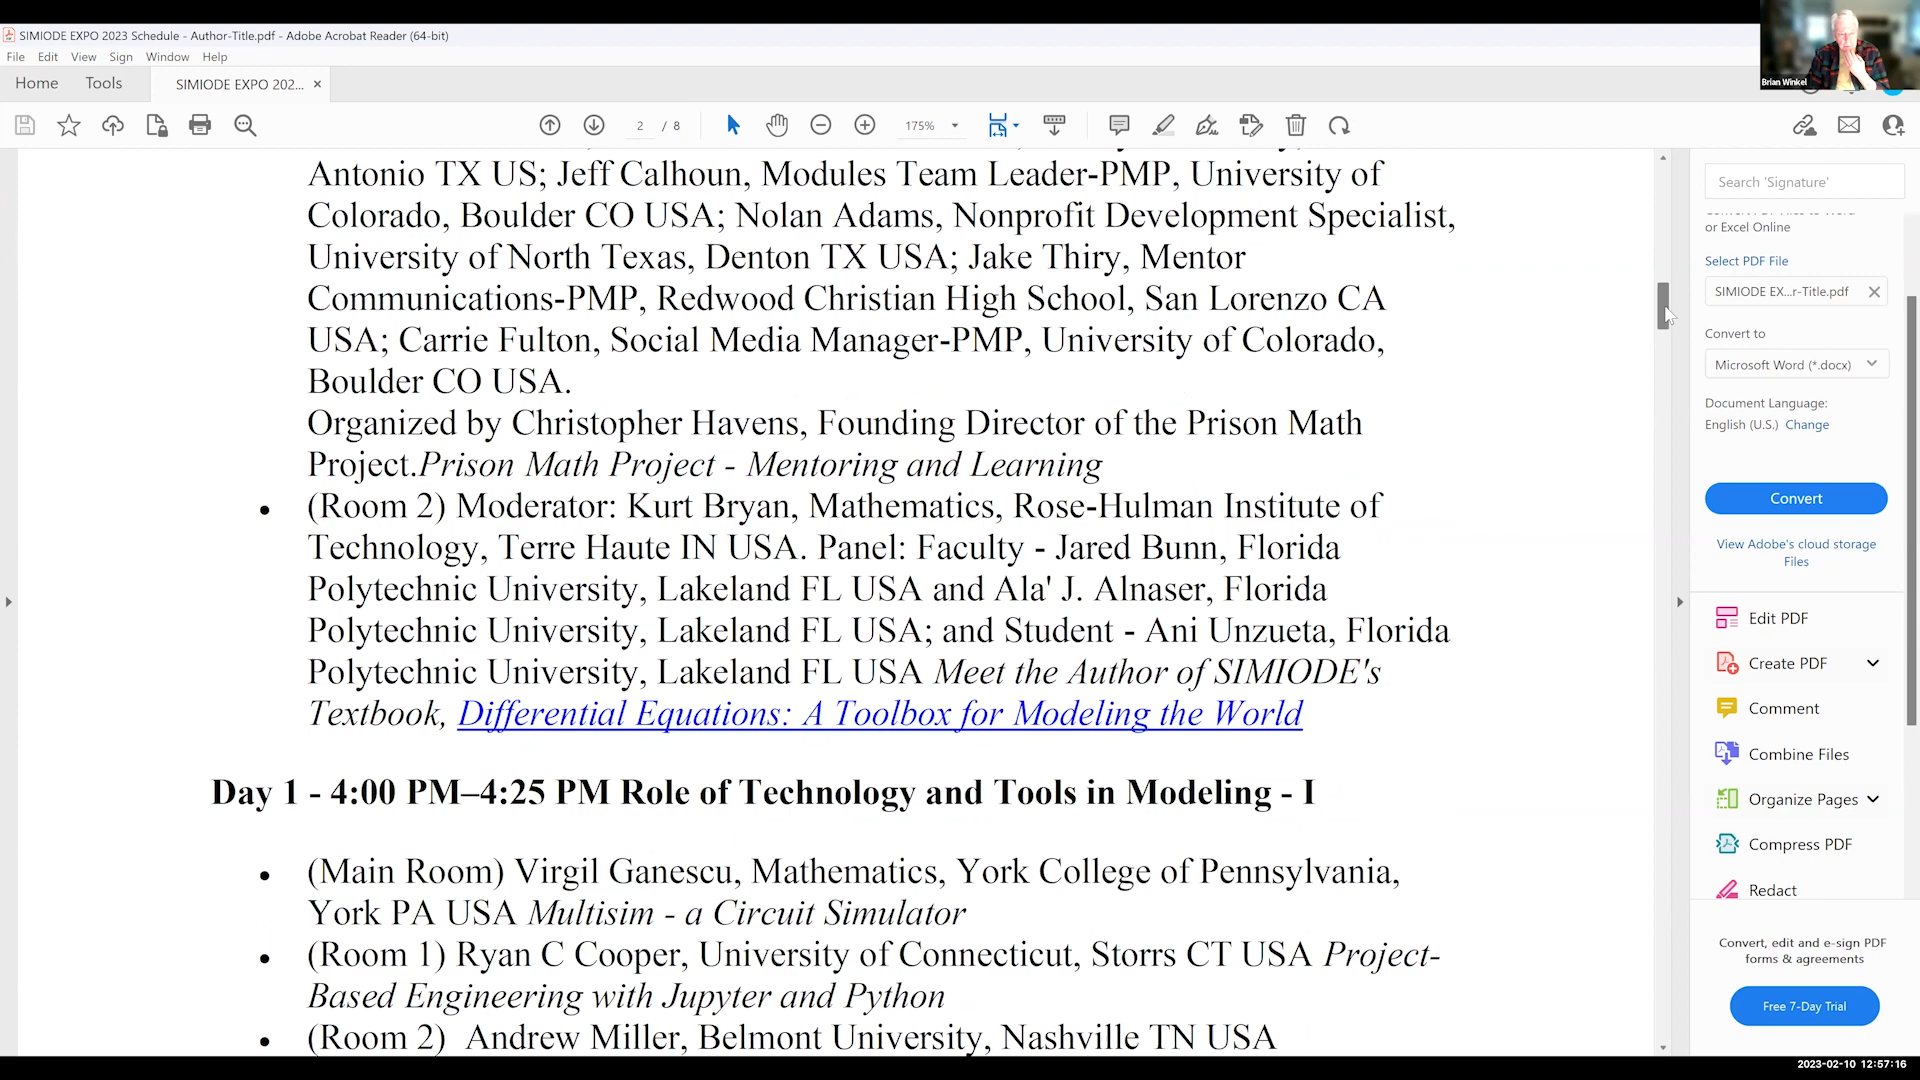 SIMIODE EXPO 2023 Schedule - Author-Title.pdf - Adobe Acrobat Reader (64-bit)
File Edit View Sign Window Help
Home Tools SIMIODE EXPO 202... ×
2 / 8 175%
Brian Winkel
Antonio TX US; Jeff Calhoun, Modules Team Leader-PMP, University of
Colorado, Boulder CO USA; Nolan Adams, Nonprofit Development Specialist,
University of North Texas, Denton TX USA; Jake Thiry, Mentor
Communications-PMP, Redwood Christian High School, San Lorenzo CA
USA; Carrie Fulton, Social Media Manager-PMP, University of Colorado,
Boulder CO USA.
Organized by Christopher Havens, Founding Director of the Prison Math
Project.Prison Math Project - Mentoring and Learning
• (Room 2) Moderator: Kurt Bryan, Mathematics, Rose-Hulman Institute of
Technology, Terre Haute IN USA. Panel: Faculty - Jared Bunn, Florida
Polytechnic University, Lakeland FL USA and Ala' J. Alnaser, Florida
Polytechnic University, Lakeland FL USA; and Student - Ani Unzueta, Florida
Polytechnic University, Lakeland FL USA Meet the Author of SIMIODE's
Textbook, Differential Equations: A Toolbox for Modeling the World
Day 1 - 4:00 PM–4:25 PM Role of Technology and Tools in Modeling - I
• (Main Room) Virgil Ganescu, Mathematics, York College of Pennsylvania,
York PA USA Multisim - a Circuit Simulator
• (Room 1) Ryan C Cooper, University of Connecticut, Storrs CT USA Project-
Based Engineering with Jupyter and Python
• (Room 2) Andrew Miller, Belmont University, Nashville TN USA
Search 'Signature'
or Excel Online
Select PDF File
SIMIODE EX...r-Title.pdf
Convert to
Microsoft Word (*.docx)
Document Language:
English (U.S.) Change
Convert
View Adobe's cloud storage
Files
Edit PDF
Create PDF
Comment
Combine Files
Organize Pages
Compress PDF
Redact
Convert, edit and e-sign PDF
forms & agreements
Free 7-Day Trial
2023-02-10 12:57:16